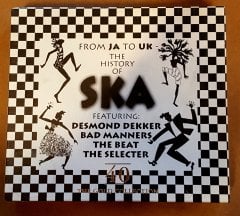 FROM JA TO UK
THE
HISTORY
OF
SKA
FEATURING:
DESMOND DEKKER
BAD MANNERS
THE BEAT
THE SELECTER
40